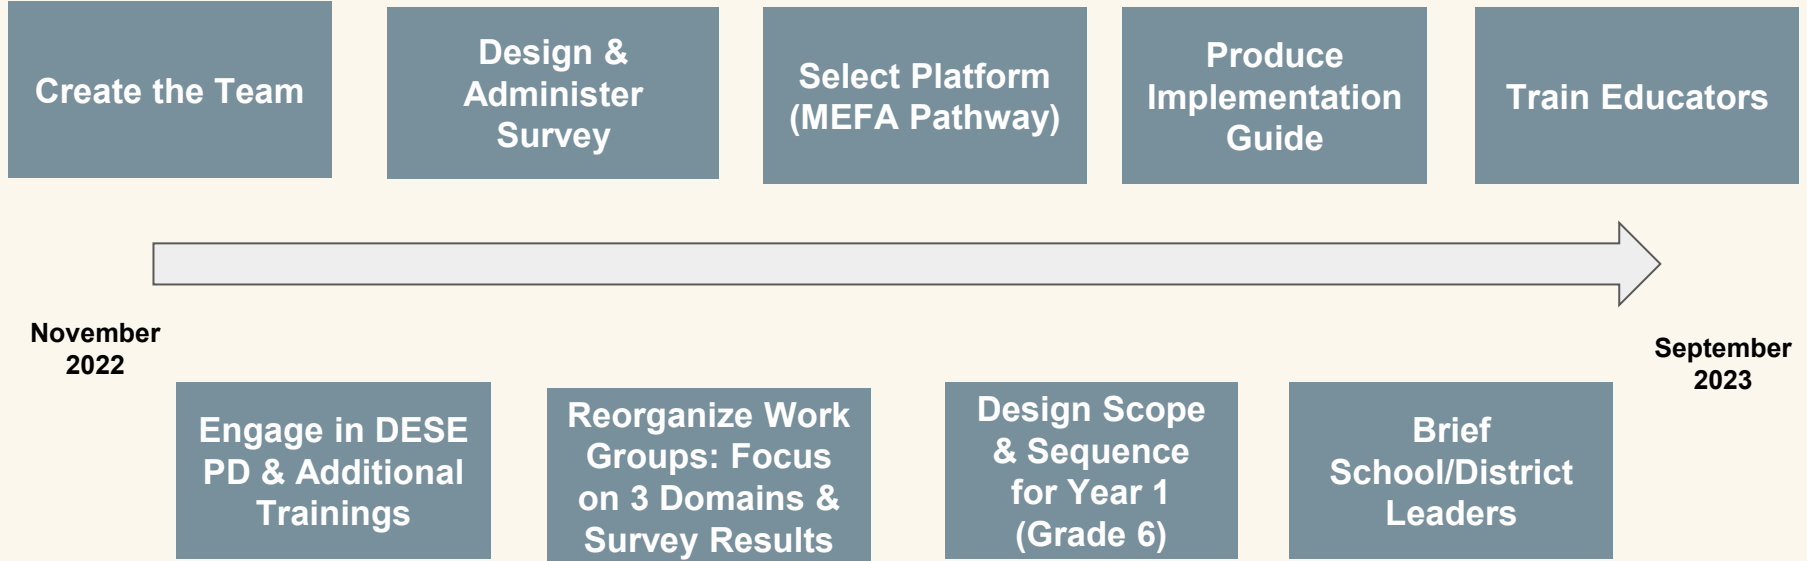 Create the Team
Design &
Administer
Survey
Select Platform
(MEFA Pathway)
Produce
Implementation
Guide
Train Educators
November
2022
September
2023
Engage in DESE
PD & Additional
Trainings
Reorganize Work
Groups: Focus
on 3 Domains &
Survey Results
Design Scope
& Sequence
for Year 1
(Grade 6)
Brief
School/District
Leaders